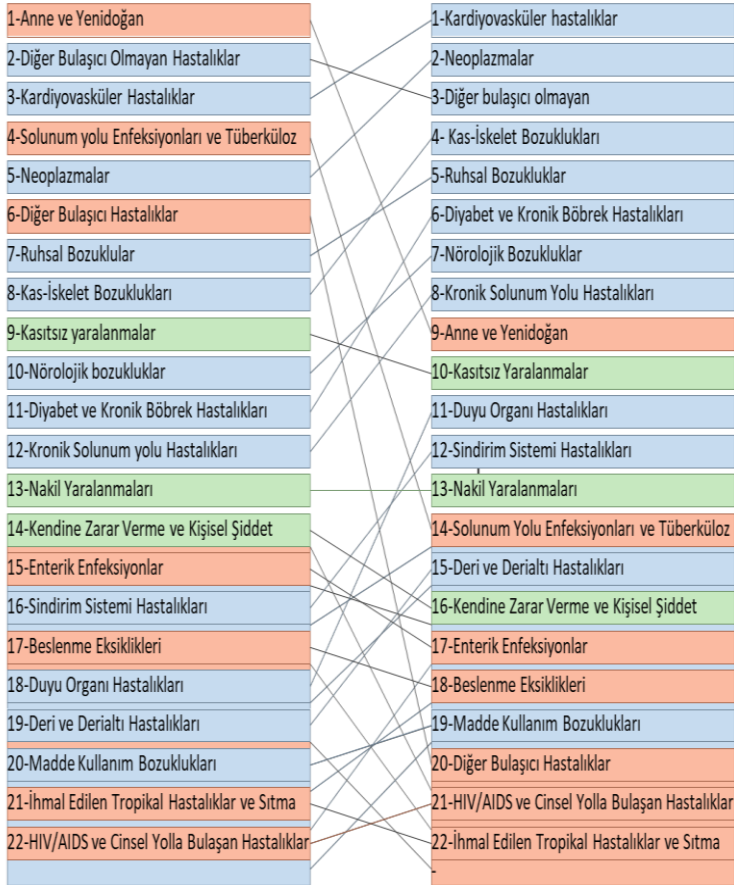 1-Anne ve Yenidoğan
2-Diğer Bulaşıcı Olmayan Hastalıklar
3-Kardiyovasküler Hastalıklar
4-Solunum yolu Enfeksiyonları ve Tüberküloz
5-Neoplazmalar
6-Diğer Bulaşıcı Hastalıklar
7-Ruhsal Bozuklular
8-Kas-İskelet Bozuklukları
9-Kasıtsız yaralanmalar
10-Nörolojik bozukluklar
11-Diyabet ve Kronik Böbrek Hastalıkları
12-Kronik Solunum yolu Hastalıkları
13-Nakil Yaralanmaları
14-Kendine Zarar Verme ve Kişisel Şiddet
15-Enterik Enfeksiyonlar
16-Sindirim Sistemi Hastalıkları
17-Beslenme Eksiklikleri
18-Duyu Organı Hastalıkları
19-Deri ve Derialtı Hastalıkları
20-Madde Kullanım Bozuklukları
21-İhmal Edilen Tropikal Hastalıklar ve Sıtma
22-HIV/AIDS ve Cinsel Yolla Bulaşan Hastalıklar
1-Kardiyovasküler hastalıklar
2-Neoplazmalar
3-Diğer bulaşıcı olmayan
4- Kas-İskelet Bozuklukları
5-Ruhsal Bozukluklar
6-Diyabet ve Kronik Böbrek Hastalıkları
7-Nörolojik Bozukluklar
8-Kronik Solunum Yolu Hastalıkları
9-Anne ve Yenidoğan
10-Kasıtsız Yaralanmalar
11-Duyu Organı Hastalıkları
12-Sindirim Sistemi Hastalıkları
13-Nakil Yaralanmaları
14-Solunum Yolu Enfeksiyonları ve Tüberküloz
15-Deri ve Derialtı Hastalıkları
16-Kendine Zarar Verme ve Kişisel Şiddet
17-Enterik Enfeksiyonlar
18-Beslenme Eksiklikleri
19-Madde Kullanım Bozuklukları
20-Diğer Bulaşıcı Hastalıklar
21-HIV/AIDS ve Cinsel Yolla Bulaşan Hastalıklar
22-İhmal Edilen Tropikal Hastalıklar ve Sıtma
-